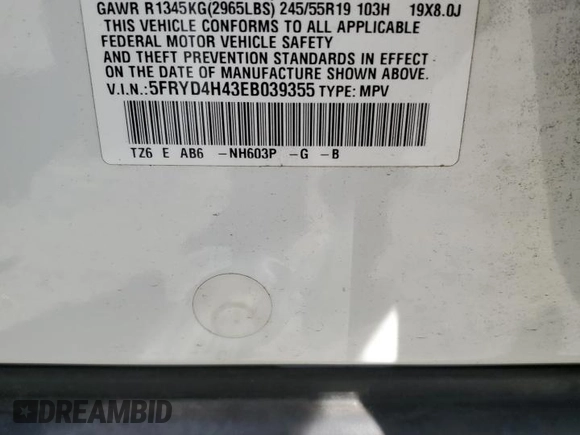 GAWR R1345KG(2965LBS) 245/55R19 103H 19X8.0J
THIS VEHICLE CONFORMS TO ALL APPLICABLE
FEDERAL MOTOR VEHICLE SAFETY
AND THEFT PREVENTION STANDARDS IN EFFECT
ON THE DATE OF MANUFACTURE SHOWN ABOVE.
V.I.N.:5FRYD4H43EB039355 TYPE: MPV
TZ6 E AB6 -NH603P -G -B
DREAMBID